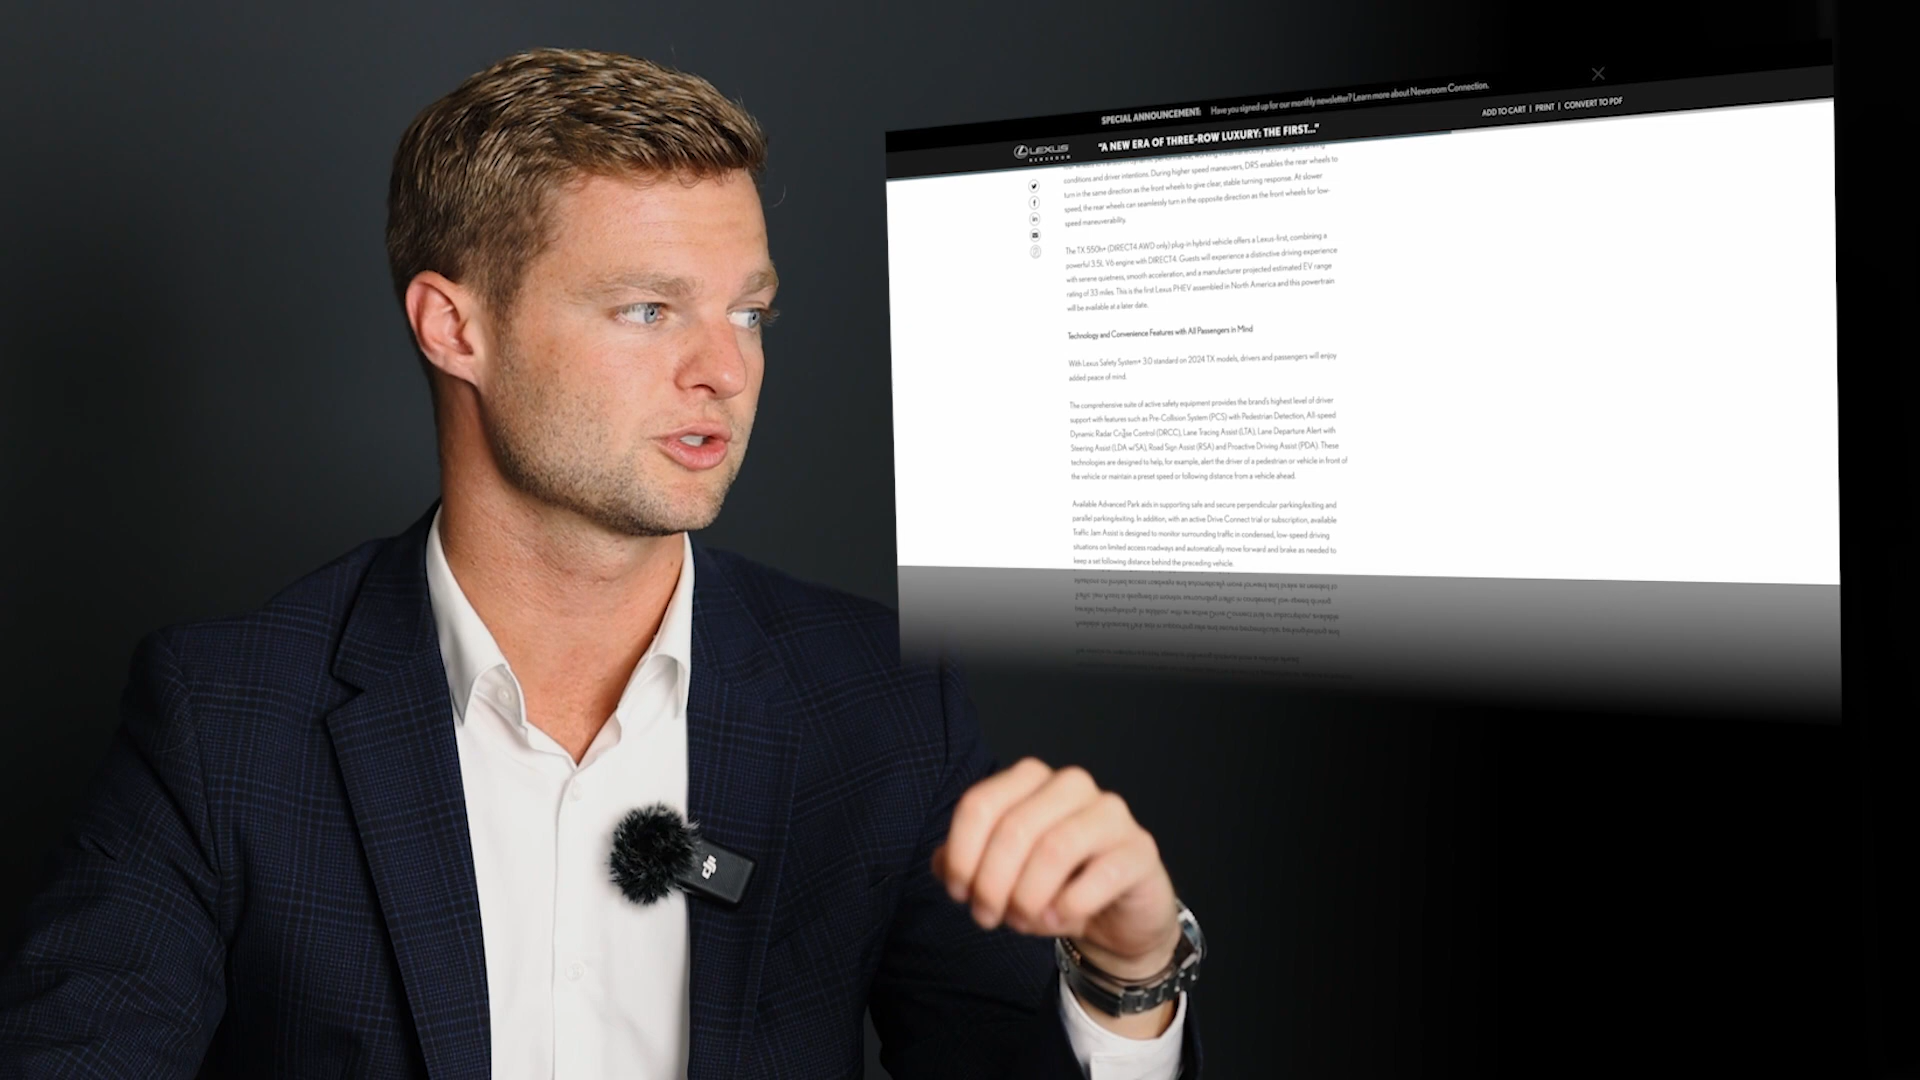 SPECIAL ANNOUNCEMENT: Have you signed up for our monthly newsletter? Learn more about Newsroom Connection.
LEXUS
NEWSROOM
"A NEW ERA OF THREE-ROW LUXURY: THE FIRST..."
ADD TO CART | PRINT | CONVERT TO PDF
conditions and driver intentions. During higher speed maneuvers, DRS enables the rear wheels to
turn in the same direction as the front wheels to give clear, stable turning response. At slower
speed, the rear wheels can seamlessly turn in the opposite direction as the front wheels for low-
speed maneuverability.
The TX 550h+ (DIRECT4 AWD only) plug-in hybrid vehicle offers a Lexus-first, combining a
powerful 3.5L V6 engine with DIRECT4. Guests will experience a distinctive driving experience
with serene quietness, smooth acceleration, and a manufacturer projected estimated EV range
rating of 33 miles. This is the first Lexus PHEV assembled in North America and this powertrain
will be available at a later date.
Technology and Convenience Features with All Passengers in Mind
With Lexus Safety System+ 3.0 standard on 2024 TX models, drivers and passengers will enjoy
added peace of mind.
The comprehensive suite of active safety equipment provides the brand's highest level of driver
support with features such as Pre-Collision System (PCS) with Pedestrian Detection, All-speed
Dynamic Radar Cruise Control (DRCC), Lane Tracing Assist (LTA), Lane Departure Alert with
Steering Assist (LDA w/SA), Road Sign Assist (RSA) and Proactive Driving Assist (PDA). These
technologies are designed to help, for example, alert the driver of a pedestrian or vehicle in front of
the vehicle or maintain a preset speed or following distance from a vehicle ahead.
Available Advanced Park aids in supporting safe and secure perpendicular parking/exiting and
parallel parking/exiting. In addition, with an active Drive Connect trial or subscription, available
Traffic Jam Assist is designed to monitor surrounding traffic in condensed, low-speed driving
situations on limited access roadways and automatically move forward and brake as needed to
keep a set following distance behind the preceding vehicle.
dji